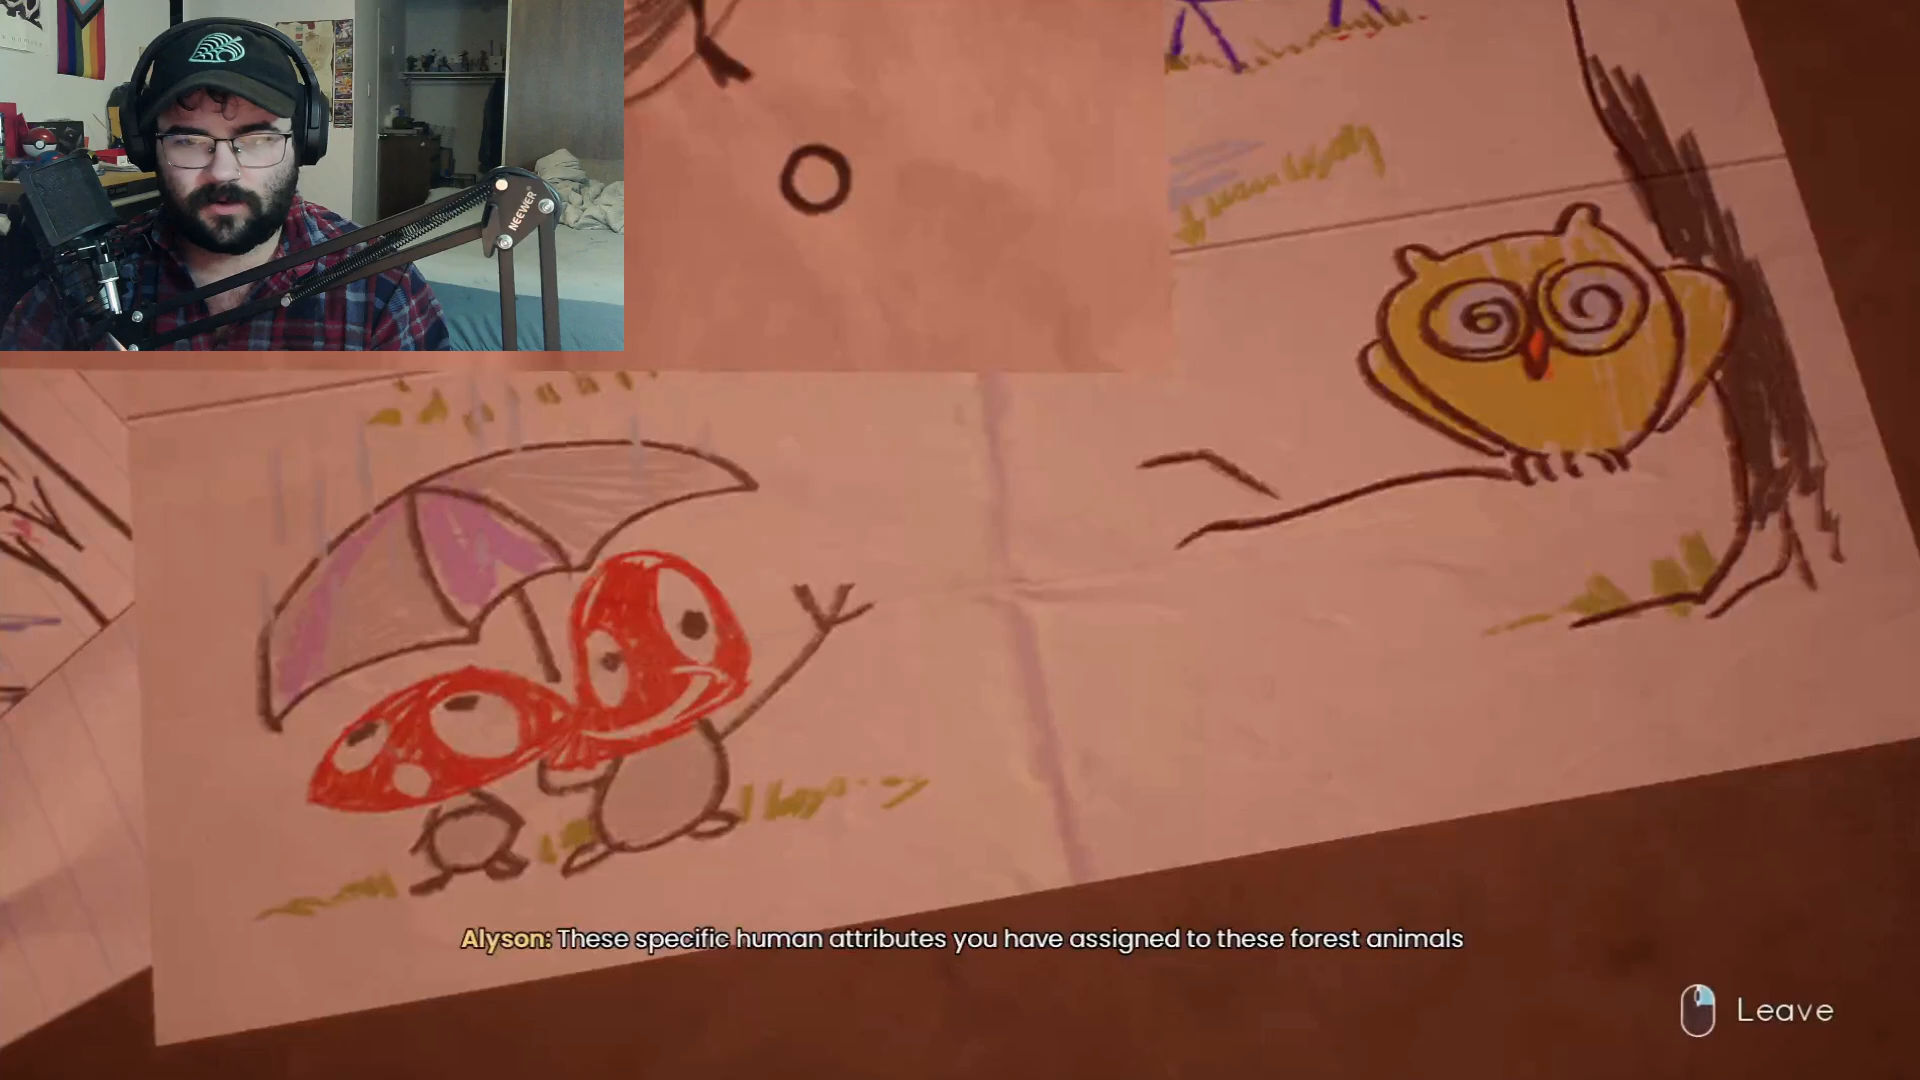 NEEWER
Alyson: These specific human attributes you have assigned to these forest animals
Leave